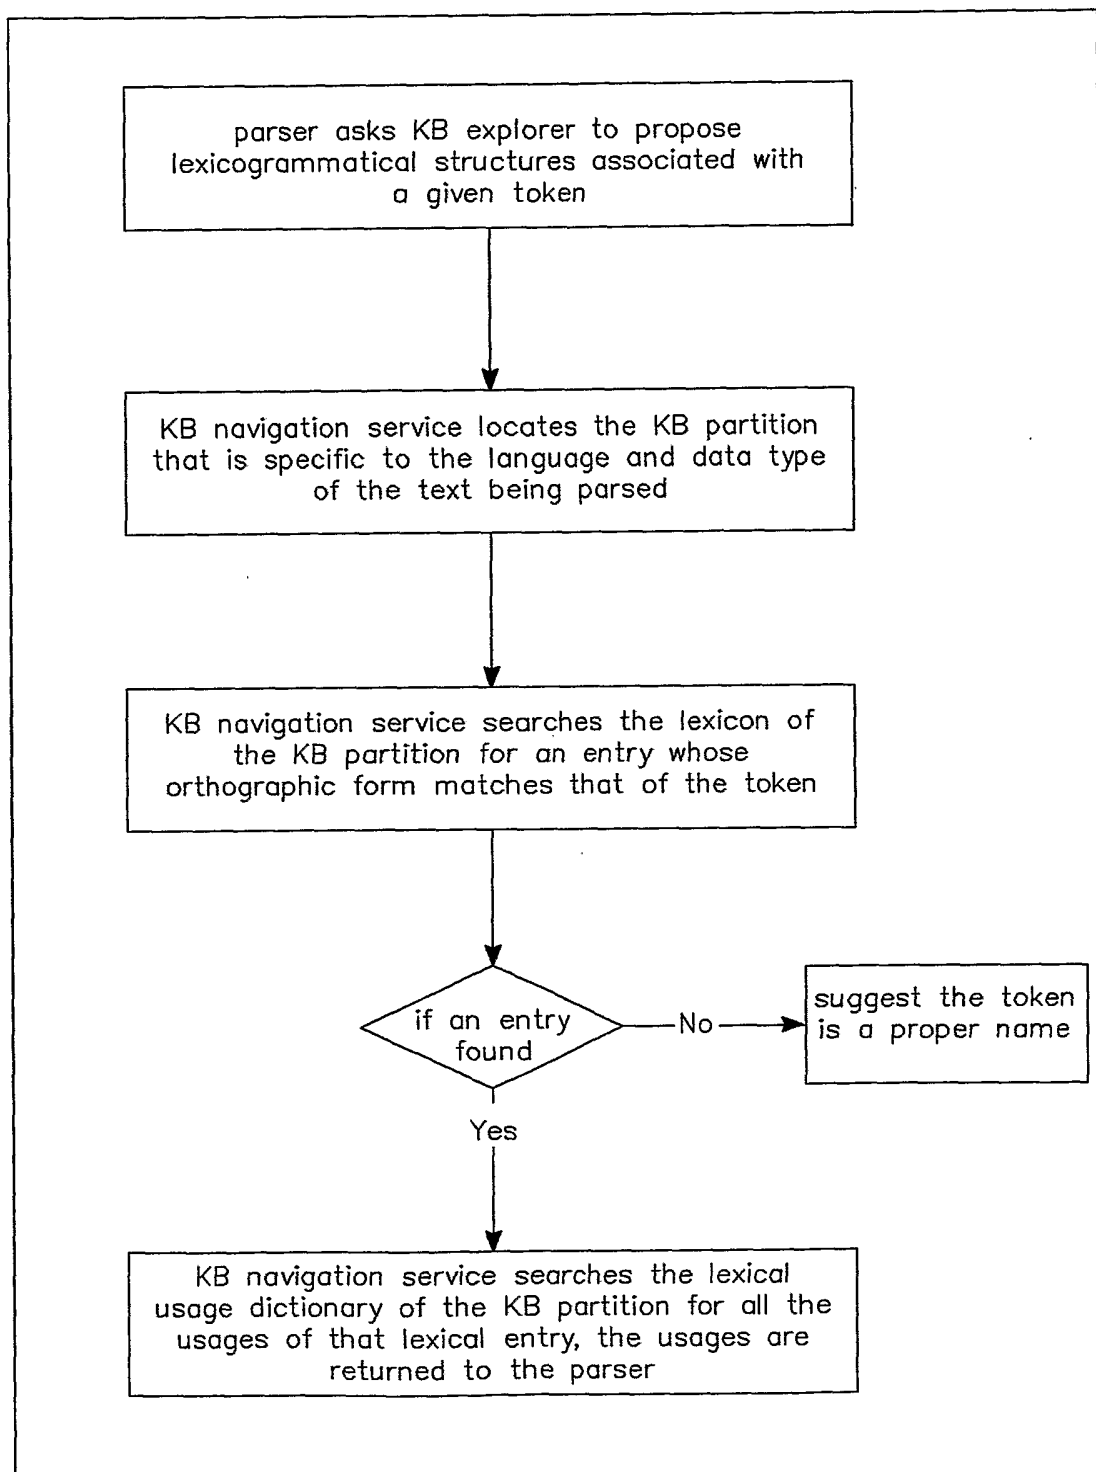 parser asks KB explorer to propose
lexicogrammatical structures associated with
a given token
KB navigation service locates the KB partition
that is specific to the language and data type
of the text being parsed
KB navigation service searches the lexicon of
the KB partition for an entry whose
orthographic form matches that of the token
if an entry
found
No
suggest the token
is a proper name
Yes
KB navigation service searches the lexical
usage dictionary of the KB partition for all the
usages of that lexical entry, the usages are
returned to the parser